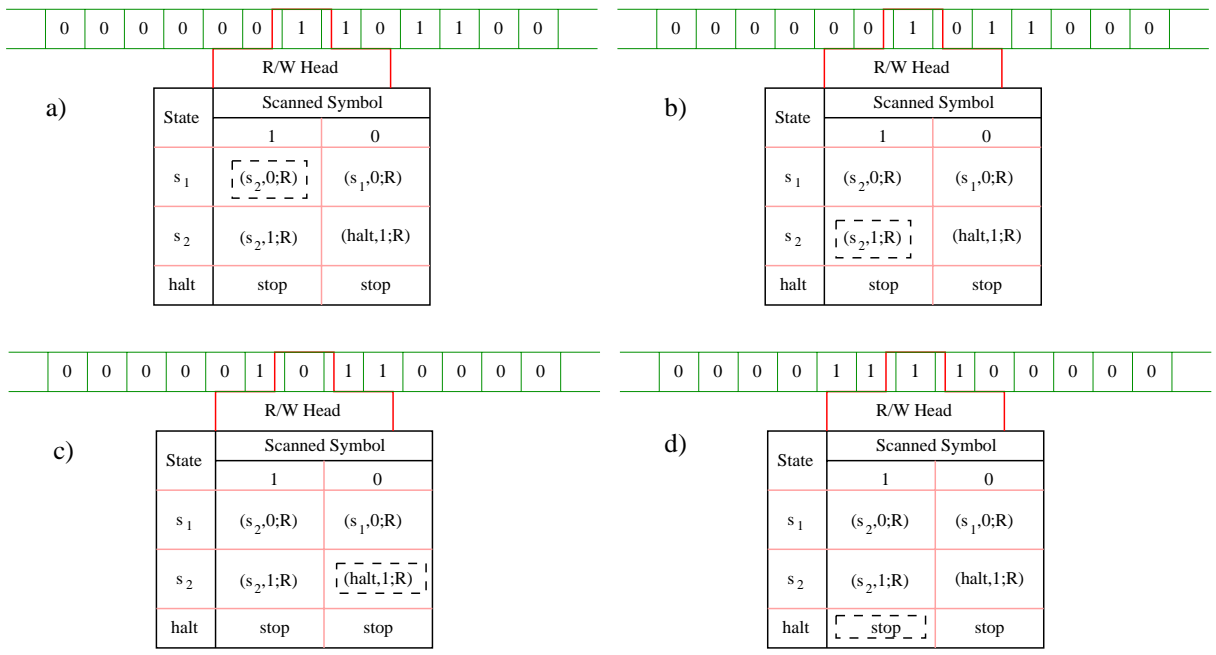 0 0 0 0 0 0 1 1 0 1 1 0 0
R/W Head
a)
State
Scanned Symbol
1 0
s1 (s2,0;R) (s1,0;R)
s2 (s2,1;R) (halt,1;R)
halt stop stop
0 0 0 0 0 0 1 0 1 1 0 0 0
R/W Head
b)
State
Scanned Symbol
1 0
s1 (s2,0;R) (s1,0;R)
s2 (s2,1;R) (halt,1;R)
halt stop stop
0 0 0 0 0 1 0 1 1 0 0 0 0
R/W Head
c)
State
Scanned Symbol
1 0
s1 (s2,0;R) (s1,0;R)
s2 (s2,1;R) (halt,1;R)
halt stop stop
0 0 0 0 1 1 1 1 0 0 0 0 0
R/W Head
d)
State
Scanned Symbol
1 0
s1 (s2,0;R) (s1,0;R)
s2 (s2,1;R) (halt,1;R)
halt stop stop